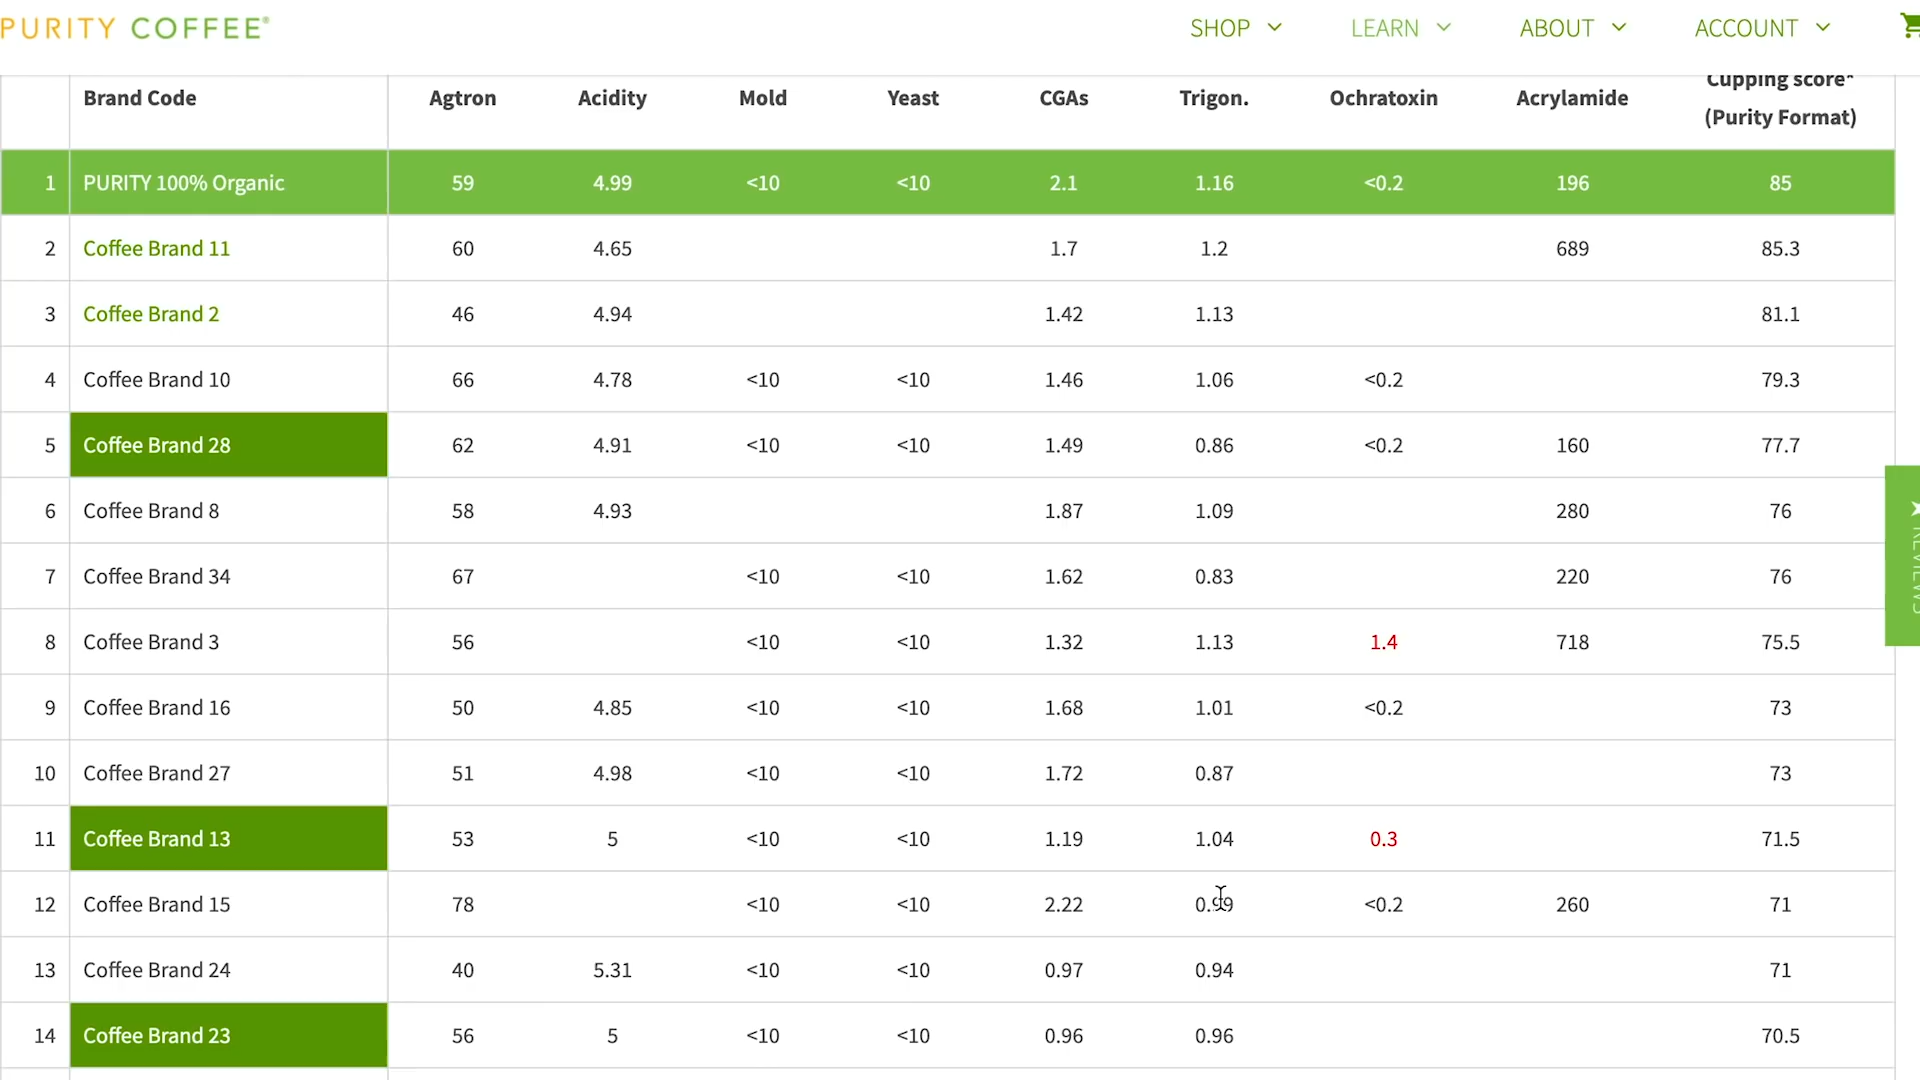 PURITY COFFEE®
SHOP LEARN ABOUT ACCOUNT
Brand Code Agtron Acidity Mold Yeast CGAs Trigon. Ochratoxin Acrylamide Cupping score* (Purity Format)
1 PURITY 100% Organic 59 4.99 <10 <10 2.1 1.16 <0.2 196 85
2 Coffee Brand 11 60 4.65 1.7 1.2 689 85.3
3 Coffee Brand 2 46 4.94 1.42 1.13 81.1
4 Coffee Brand 10 66 4.78 <10 <10 1.46 1.06 <0.2 79.3
5 Coffee Brand 28 62 4.91 <10 <10 1.49 0.86 <0.2 160 77.7
6 Coffee Brand 8 58 4.93 1.87 1.09 280 76
7 Coffee Brand 34 67 <10 <10 1.62 0.83 220 76
8 Coffee Brand 3 56 <10 <10 1.32 1.13 1.4 718 75.5
9 Coffee Brand 16 50 4.85 <10 <10 1.68 1.01 <0.2 73
10 Coffee Brand 27 51 4.98 <10 <10 1.72 0.87 73
11 Coffee Brand 13 53 5 <10 <10 1.19 1.04 0.3 71.5
12 Coffee Brand 15 78 <10 <10 2.22 0.99 <0.2 260 71
13 Coffee Brand 24 40 5.31 <10 <10 0.97 0.94 71
14 Coffee Brand 23 56 5 <10 <10 0.96 0.96 70.5
REVIEWS